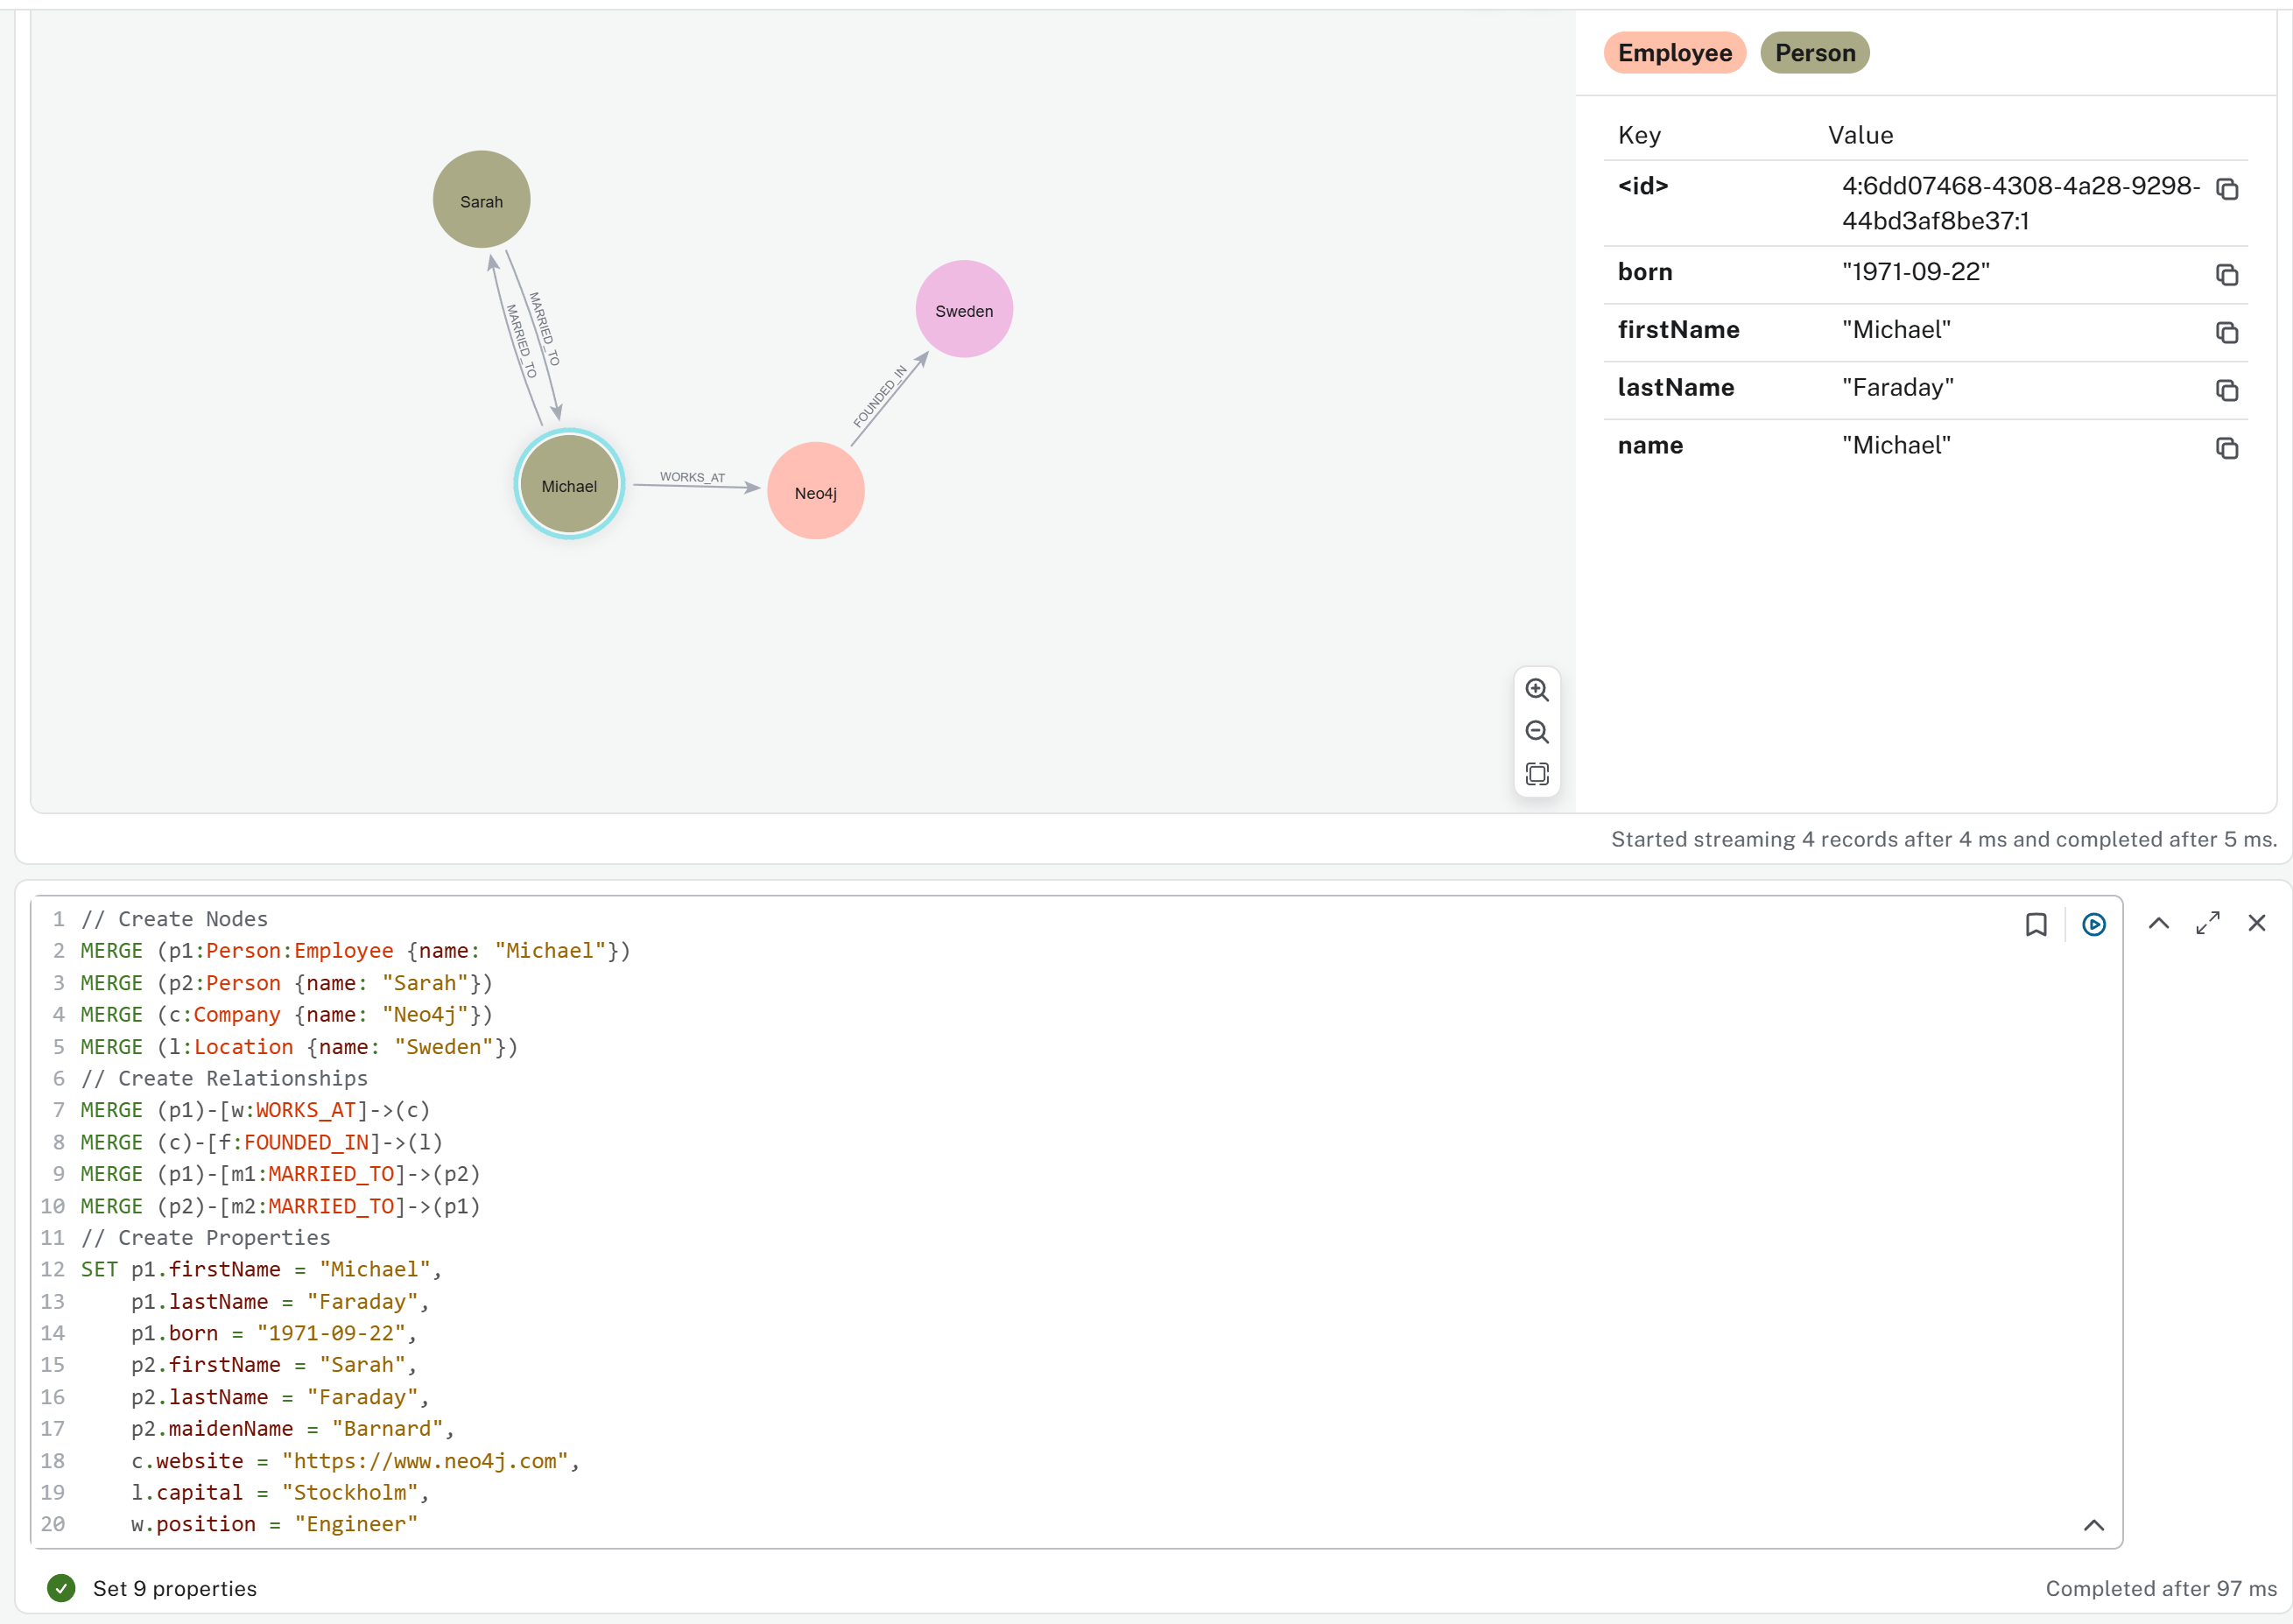 Employee Person
Key Value
<id> 4:6dd07468-4308-4a28-9298-
44bd3af8be37:1
born "1971-09-22"
firstName "Michael"
lastName "Faraday"
name "Michael"
Sarah
MARRIED_TO
MARRIED_TO
Sweden
FOUNDED_IN
Michael
WORKS_AT
Neo4j
Started streaming 4 records after 4 ms and completed after 5 ms.
1 // Create Nodes
2 MERGE (p1:Person:Employee {name: "Michael"})
3 MERGE (p2:Person {name: "Sarah"})
4 MERGE (c:Company {name: "Neo4j"})
5 MERGE (l:Location {name: "Sweden"})
6 // Create Relationships
7 MERGE (p1)-[w:WORKS_AT]->(c)
8 MERGE (c)-[f:FOUNDED_IN]->(l)
9 MERGE (p1)-[m1:MARRIED_TO]->(p2)
10 MERGE (p2)-[m2:MARRIED_TO]->(p1)
11 // Create Properties
12 SET p1.firstName = "Michael",
13     p1.lastName = "Faraday",
14     p1.born = "1971-09-22",
15     p2.firstName = "Sarah",
16     p2.lastName = "Faraday",
17     p2.maidenName = "Barnard",
18     c.website = "https://www.neo4j.com",
19     l.capital = "Stockholm",
20     w.position = "Engineer"
Set 9 properties
Completed after 97 ms